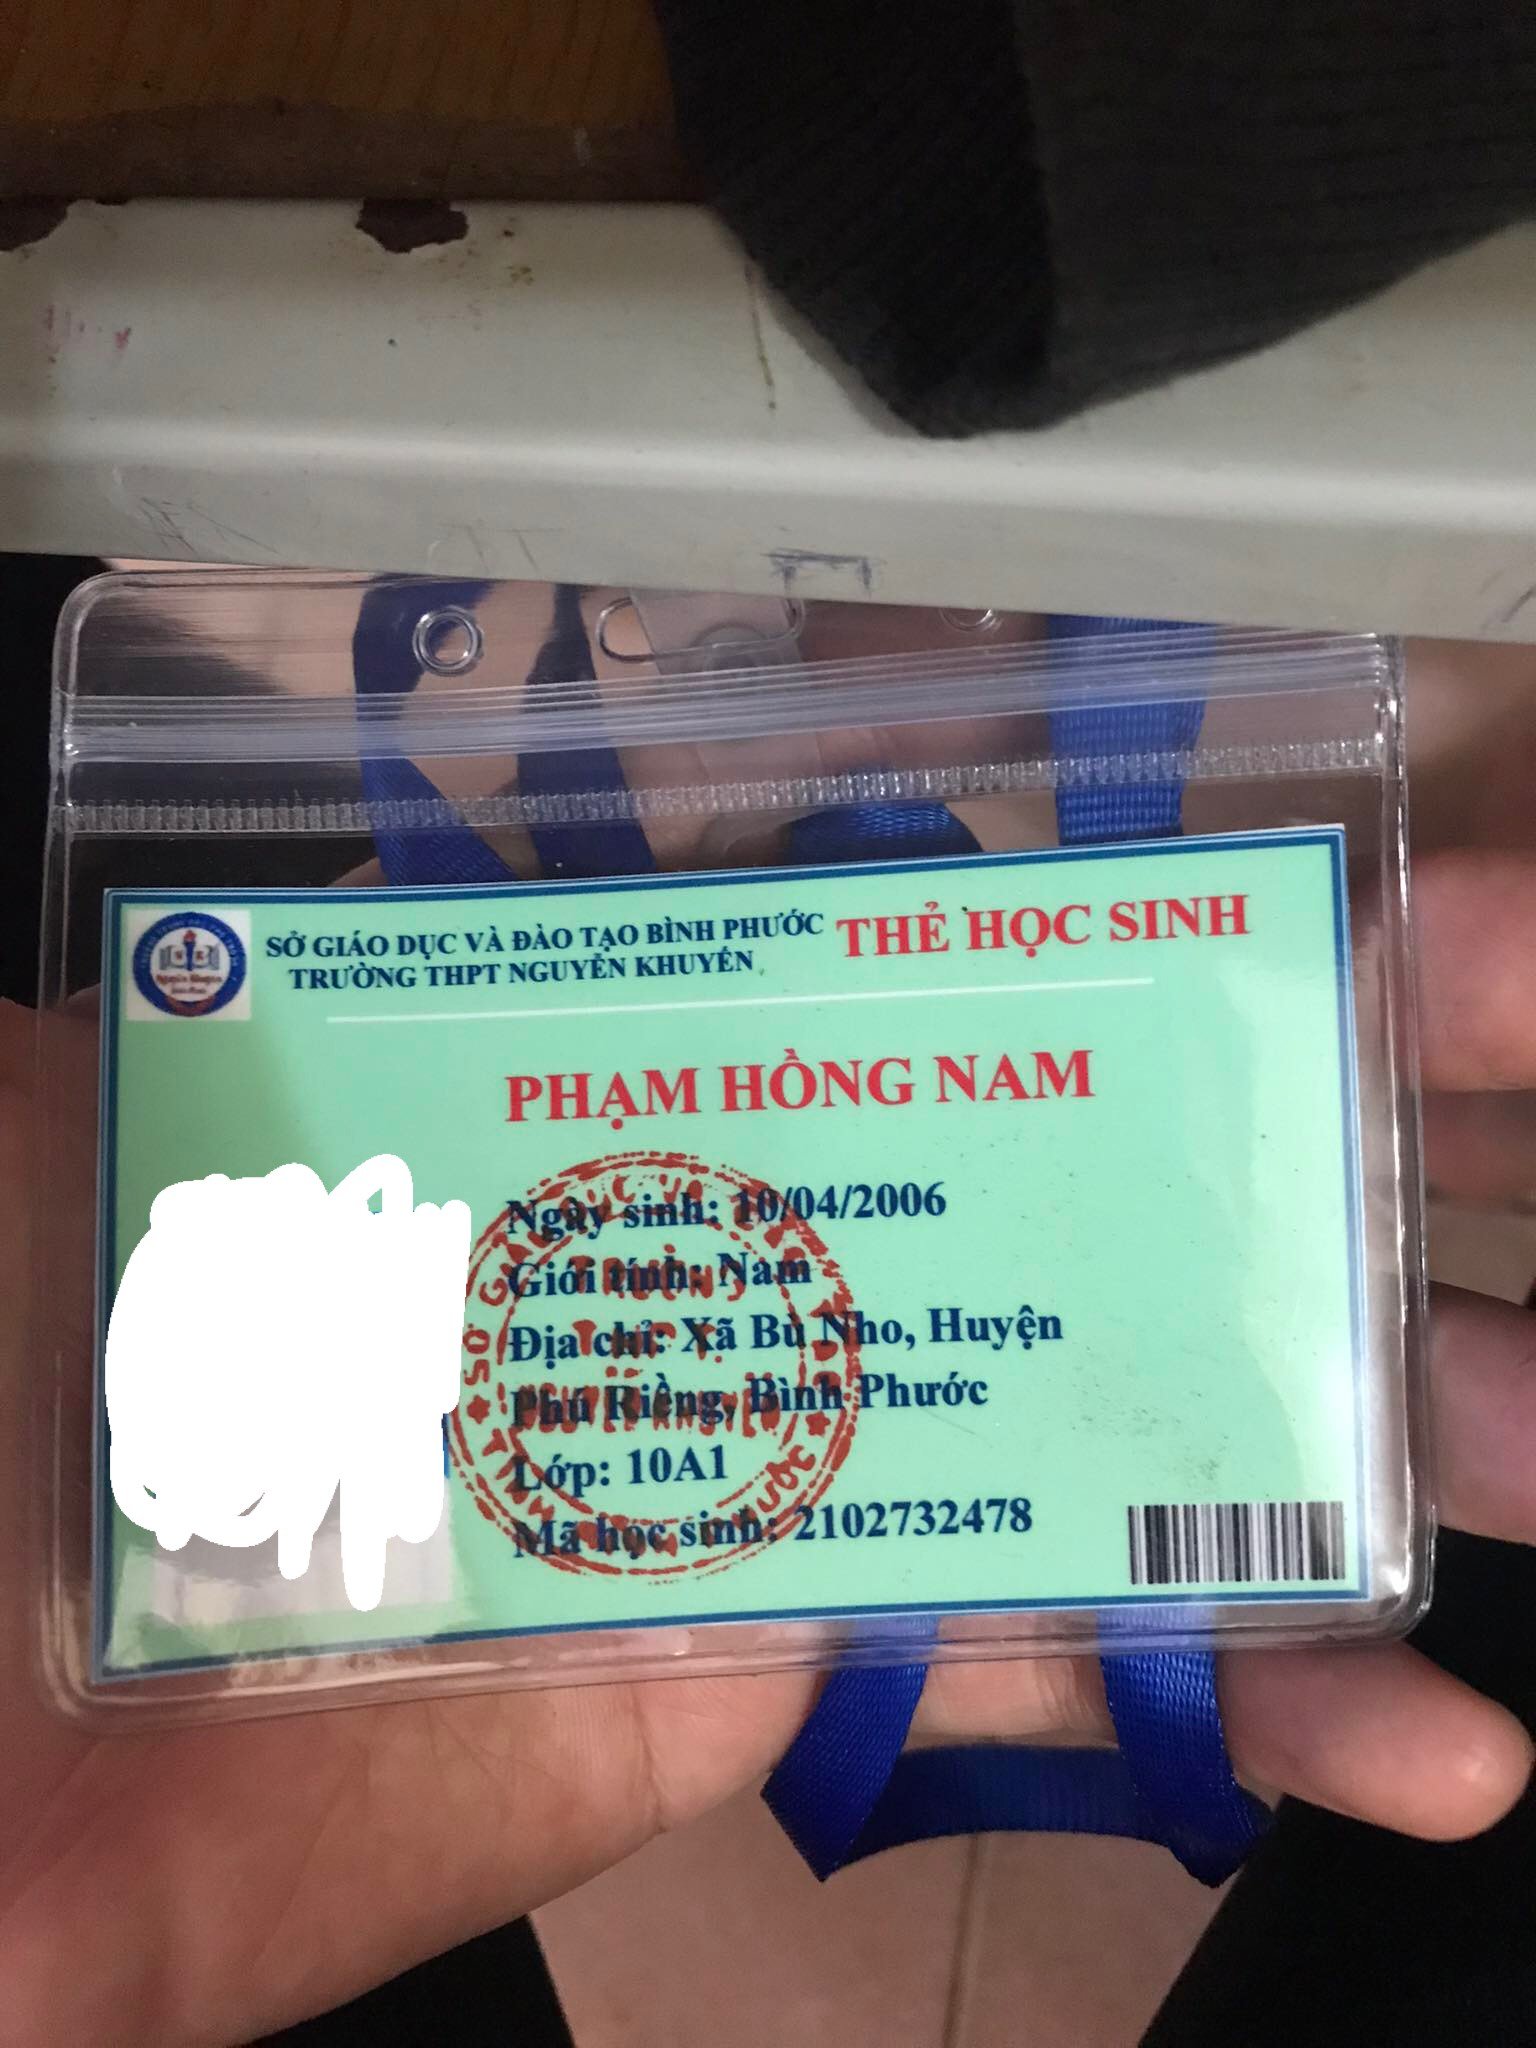 SỞ GIÁO DỤC VÀ ĐÀO TẠO BÌNH PHƯỚC
TRƯỜNG THPT NGUYỄN KHUYẾN
THẺ HỌC SINH
PHẠM HỒNG NAM
Ngày sinh: 10/04/2006
Giới tính: Nam
Địa chỉ: Xã Bù Nho, Huyện
Phú Riềng, Bình Phước
Lớp: 10A1
Mã học sinh: 2102732478